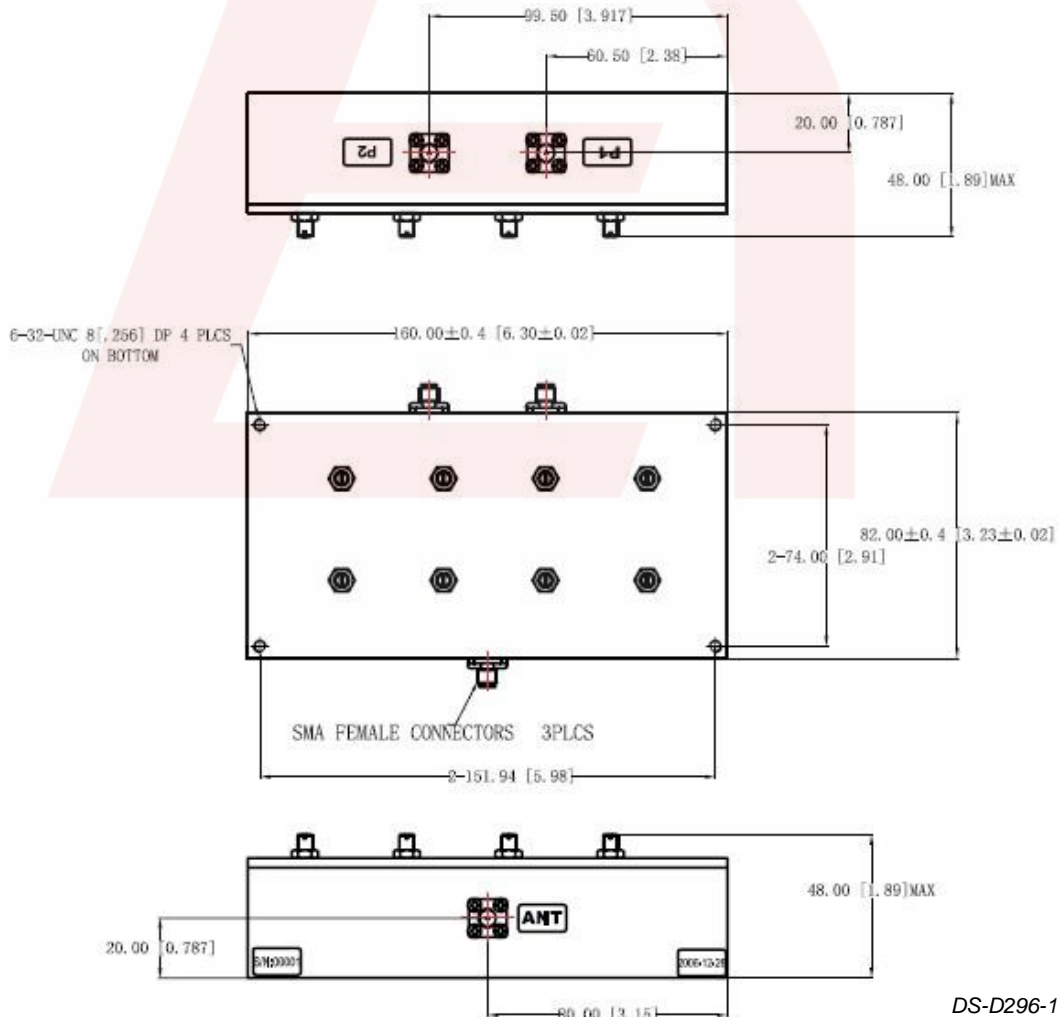 99.50 [3.917]
60.50 [2.38]
20.00 [0.787]
P2
P1
48.00 [1.89]MAX
6-32-UNC 8[.256] DP 4 PLCS
ON BOTTOM
160.00±0.4 [6.30±0.02]
82.00±0.4 [3.23±0.02]
2-74.00 [2.91]
SMA FEMALE CONNECTORS 3PLCS
2-151.94 [5.98]
48.00 [1.89]MAX
ANT
20.00 [0.787]
S/N:00001
2006-12-26
80.00 [3.15]
DS-D296-1